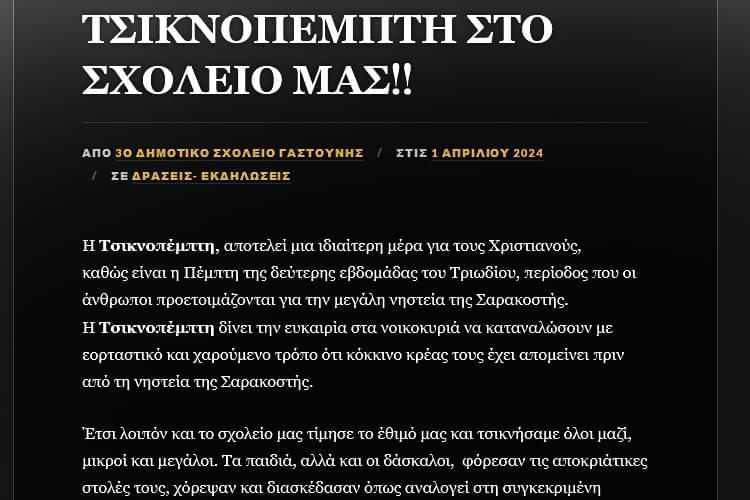 ΤΣΙΚΝΟΠΕΜΠΤΗ ΣΤΟ
ΣΧΟΛΕΙΟ ΜΑΣ!!
ΑΠΟ 3Ο ΔΗΜΟΤΙΚΟ ΣΧΟΛΕΙΟ ΓΑΣΤΟΥΝΗΣ / ΣΤΙΣ 1 ΑΠΡΙΛΙΟΥ 2024
/ ΣΕ ΔΡΑΣΕΙΣ- ΕΚΔΗΛΩΣΕΙΣ
Η Τσικνοπέμπτη, αποτελεί μια ιδιαίτερη μέρα για τους Χριστιανούς,
καθώς είναι η Πέμπτη της δεύτερης εβδομάδας του Τριωδίου, περίοδος που οι
άνθρωποι προετοιμάζονται για την μεγάλη νηστεία της Σαρακοστής.
Η Τσικνοπέμπτη δίνει την ευκαιρία στα νοικοκυριά να καταναλώσουν με
εορταστικό και χαρούμενο τρόπο ότι κόκκινο κρέας τους έχει απομείνει πριν
από τη νηστεία της Σαρακοστής.
Έτσι λοιπόν και το σχολείο μας τίμησε το έθιμό μας και τσικνήσαμε όλοι μαζί,
μικροί και μεγάλοι. Τα παιδιά, αλλά και οι δάσκαλοι, φόρεσαν τις αποκριάτικες
στολές τους, χόρεψαν και διασκέδασαν όπως αναλογεί στη συγκεκριμένη